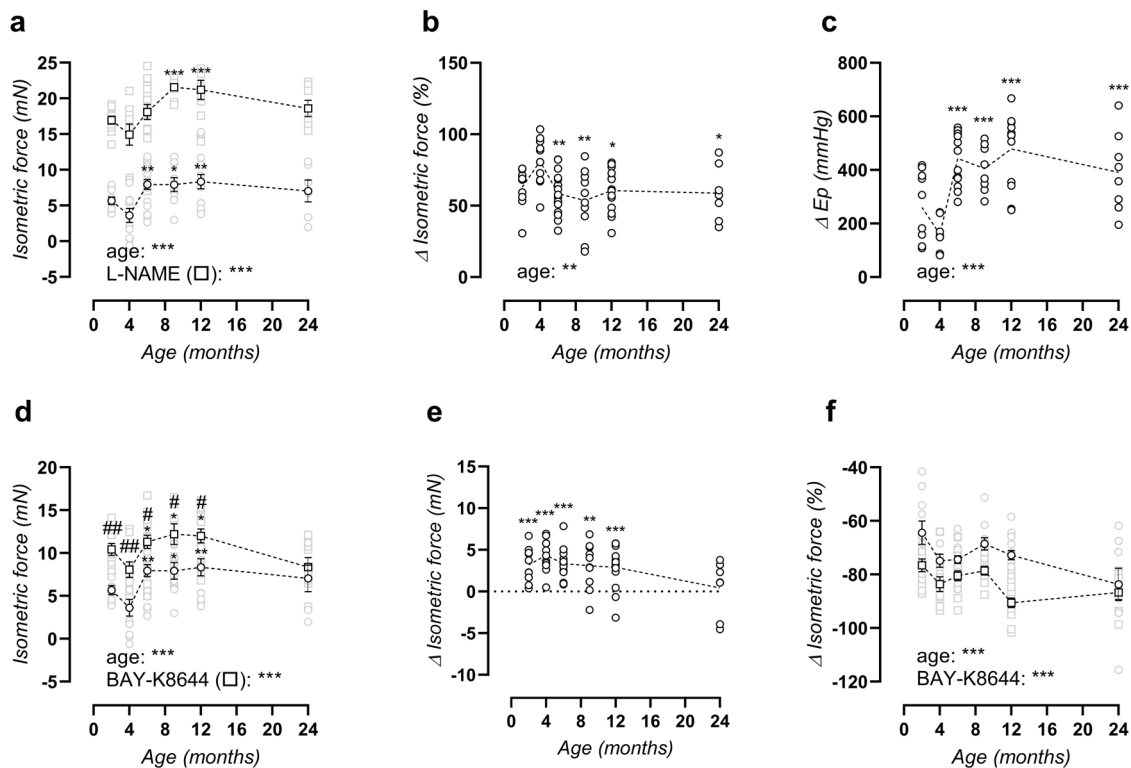 a
Isometric force (mN)
25
20
15
10
5
0
-5
***
***
**
*
**
age: ***
L-NAME (□): ***
0 4 8 12 16 20 24
Age (months)
b
Δ Isometric force (%)
150
100
50
0
**
**
*
*
age: **
0 4 8 12 16 20 24
Age (months)
c
Δ Ep (mmHg)
800
600
400
200
0
***
***
***
***
age: ***
0 4 8 12 16 20 24
Age (months)
d
Isometric force (mN)
20
15
10
5
0
-5
##
##
#
#
#
*
*
*
**
*
**
age: ***
BAY-K8644 (□): ***
0 4 8 12 16 20 24
Age (months)
e
Δ Isometric force (mN)
15
10
5
0
-5
-10
***
***
***
**
***
0 4 8 12 16 20 24
Age (months)
f
Δ Isometric force (%)
-40
-60
-80
-100
-120
age: ***
BAY-K8644: ***
0 4 8 12 16 20 24
Age (months)